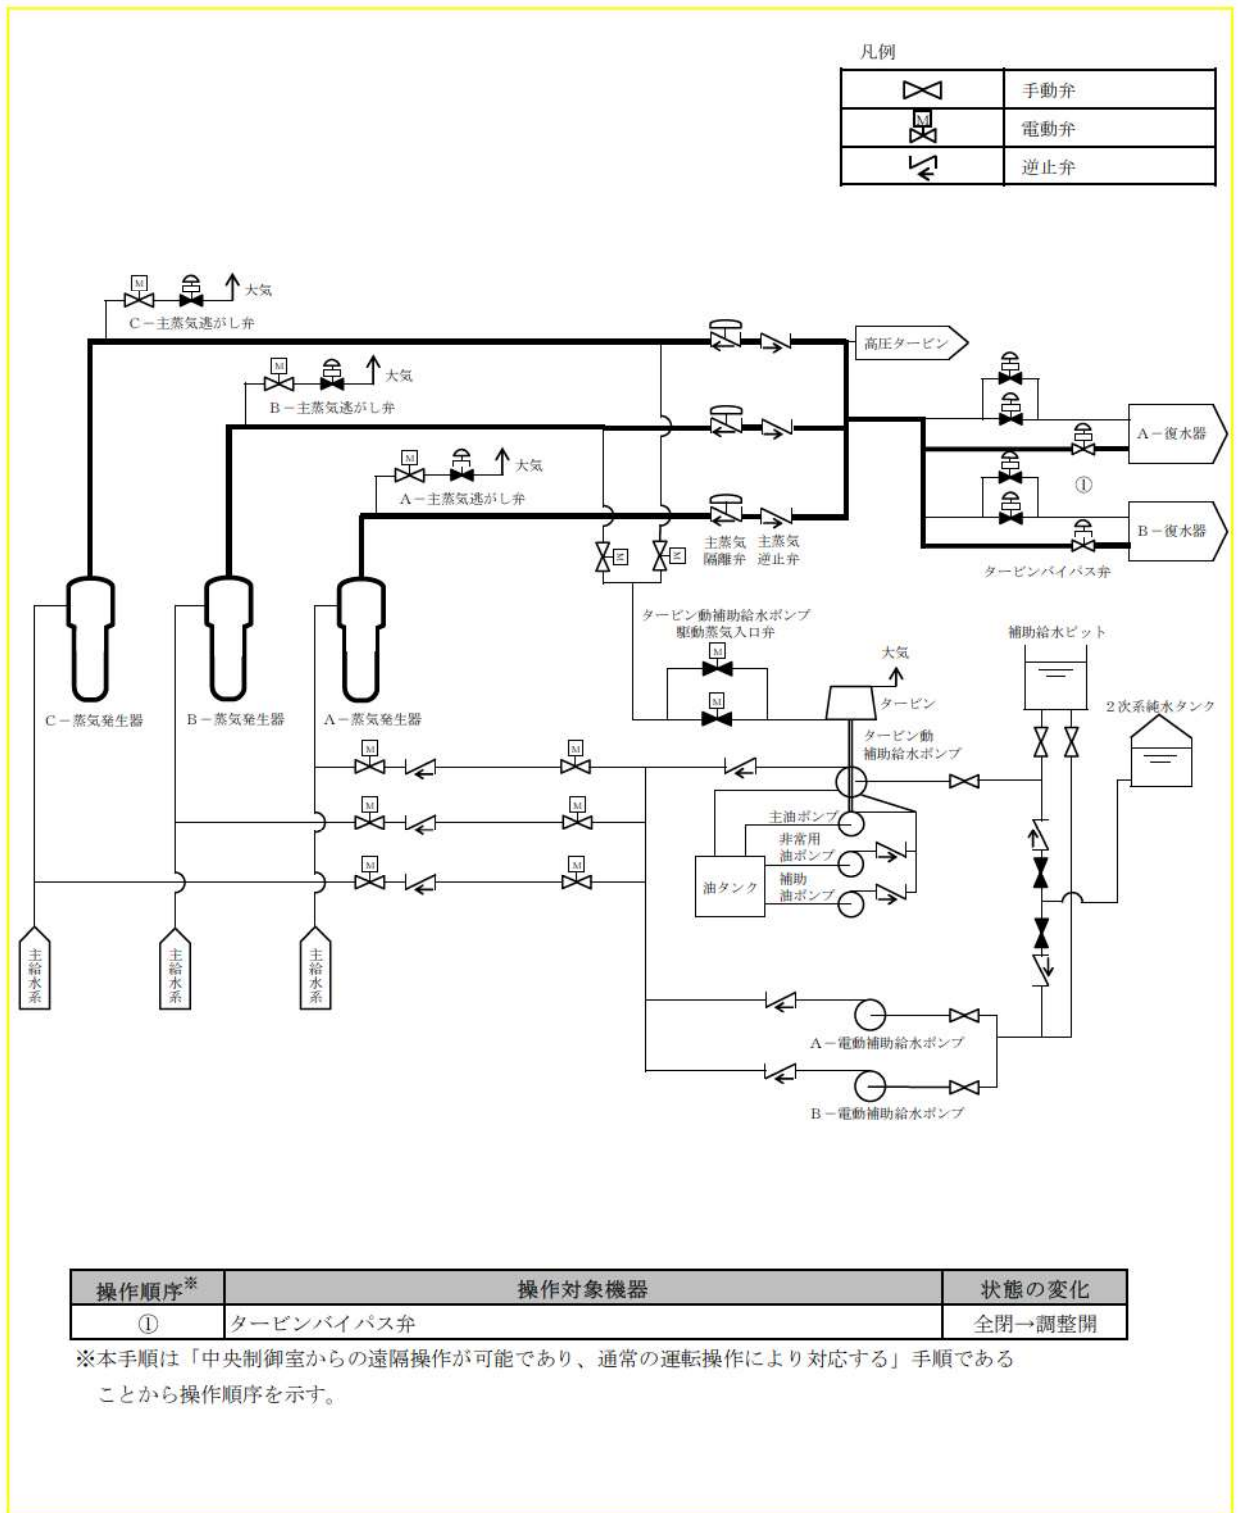 凡例
手動弁
M
電動弁
逆止弁
M
大気
C-主蒸気逃がし弁
高圧タービン
M
大気
B-主蒸気逃がし弁
A-復水器
M
大気
A-主蒸気逃がし弁
①
B-復水器
主蒸気
隔離弁
主蒸気
逆止弁
M
M
タービンバイパス弁
タービン動補助給水ポンプ
駆動蒸気入口弁
M
M
大気
タービン
補助給水ピット
2次系純水タンク
C-蒸気発生器
B-蒸気発生器
A-蒸気発生器
タービン動
補助給水ポンプ
M
M
M
M
M
M
主油ポンプ
非常用
油ポンプ
補助
油ポンプ
油タンク
主給水系
主給水系
主給水系
A-電動補助給水ポンプ
B-電動補助給水ポンプ
操作順序※
操作対象機器
状態の変化
①
タービンバイパス弁
全閉→調整開
※本手順は「中央制御室からの遠隔操作が可能であり、通常の運転操作により対応する」手順である
ことから操作順序を示す。